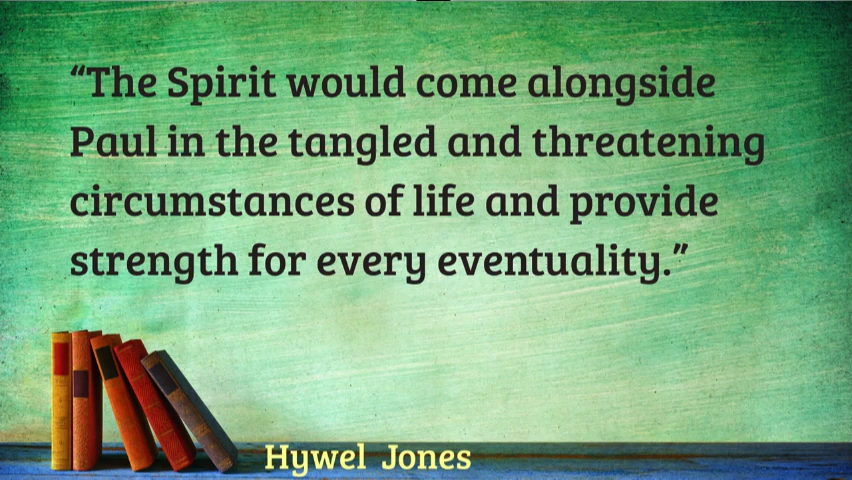 “The Spirit would come alongside
Paul in the tangled and threatening
circumstances of life and provide
strength for every eventuality.”
Hywel Jones